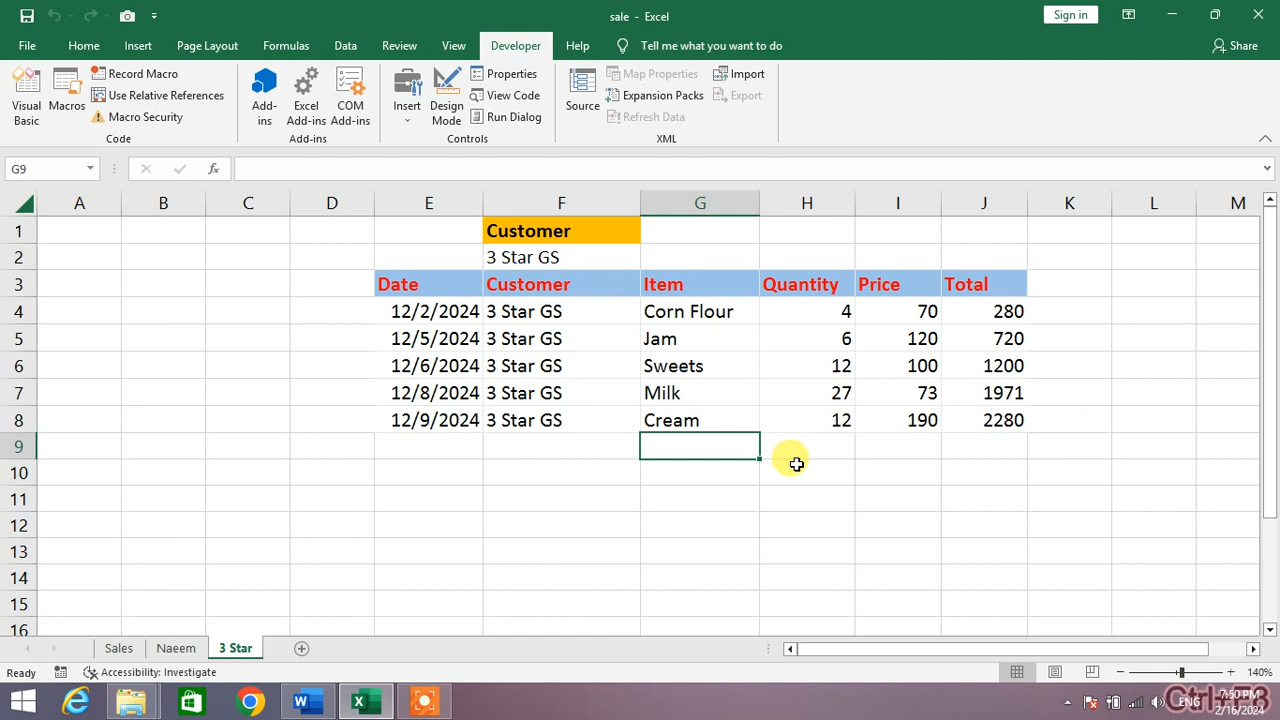 sale - Excel
Sign in
File Home Insert Page Layout Formulas Data Review View Developer Help Tell me what you want to do Share
Visual Basic
Macros
Record Macro
Use Relative References
Macro Security
Code
Add-ins
Excel Add-ins
COM Add-ins
Add-ins
Insert
Design Mode
Properties
View Code
Run Dialog
Controls
Source
Map Properties
Expansion Packs
Refresh Data
Import
Export
XML
G9
fx
A B C D E F G H I J K L M
1 Customer
2 3 Star GS
3 Date Customer Item Quantity Price Total
4 12/2/2024 3 Star GS Corn Flour 4 70 280
5 12/5/2024 3 Star GS Jam 6 120 720
6 12/6/2024 3 Star GS Sweets 12 100 1200
7 12/8/2024 3 Star GS Milk 27 73 1971
8 12/9/2024 3 Star GS Cream 12 190 2280
9
10
11
12
13
14
15
16
Sales Naeem 3 Star
Ready Accessibility: Investigate 140%
ENG
7:50 PM
2/16/2024
Ctrl+F8